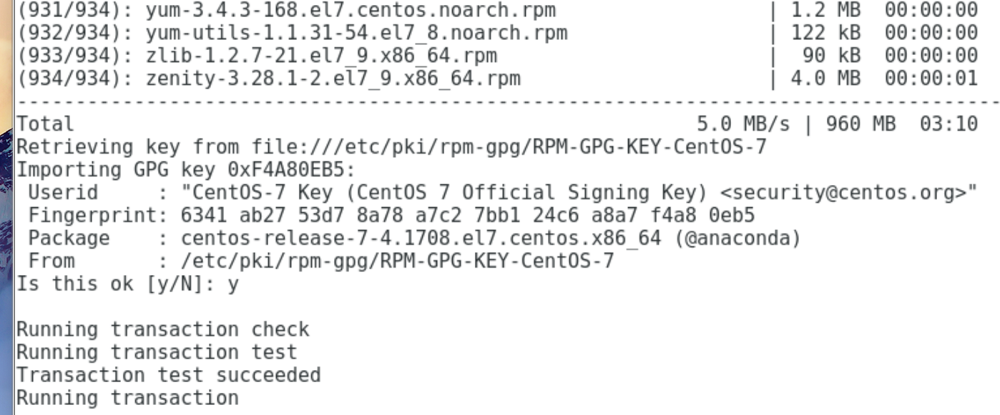 (931/934): yum-3.4.3-168.el7.centos.noarch.rpm | 1.2 MB 00:00:00
(932/934): yum-utils-1.1.31-54.el7_8.noarch.rpm | 122 kB 00:00:00
(933/934): zlib-1.2.7-21.el7_9.x86_64.rpm | 90 kB 00:00:00
(934/934): zenity-3.28.1-2.el7_9.x86_64.rpm | 4.0 MB 00:00:01
--------------------------------------------------------------------------------
Total 5.0 MB/s | 960 MB 03:10
Retrieving key from file:///etc/pki/rpm-gpg/RPM-GPG-KEY-CentOS-7
Importing GPG key 0xF4A80EB5:
 Userid     : "CentOS-7 Key (CentOS 7 Official Signing Key) <security@centos.org>"
 Fingerprint: 6341 ab27 53d7 8a78 a7c2 7bb1 24c6 a8a7 f4a8 0eb5
 Package    : centos-release-7-4.1708.el7.centos.x86_64 (@anaconda)
 From       : /etc/pki/rpm-gpg/RPM-GPG-KEY-CentOS-7
Is this ok [y/N]: y
Running transaction check
Running transaction test
Transaction test succeeded
Running transaction